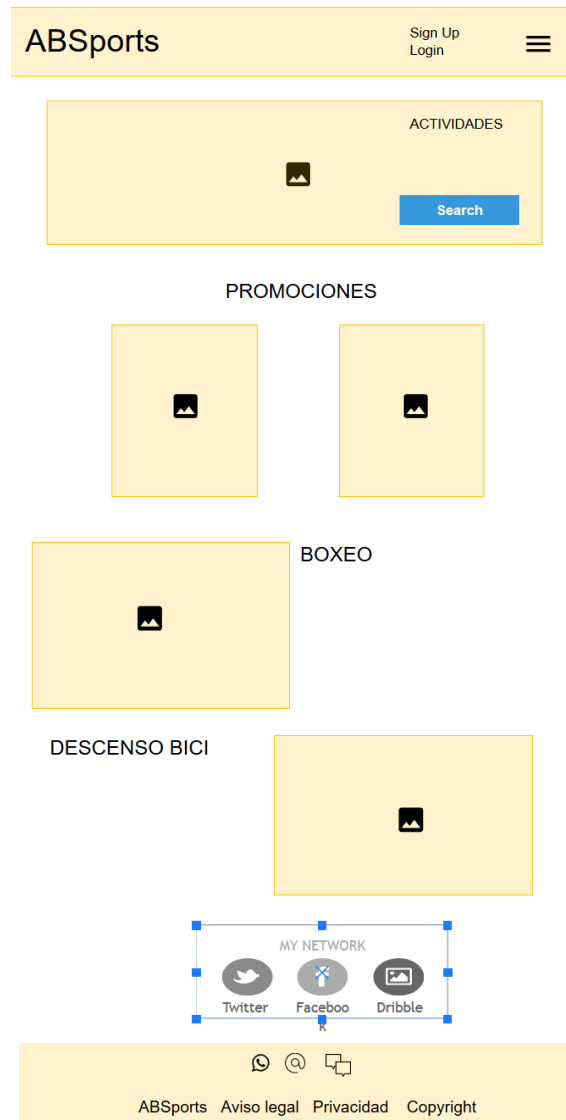 ABSports
Sign Up
Login
ACTIVIDADES
Search
PROMOCIONES
BOXEO
DESCENSO BICI
MY NETWORK
Twitter Faceboo Dribble
k
ABSports Aviso legal Privacidad Copyright